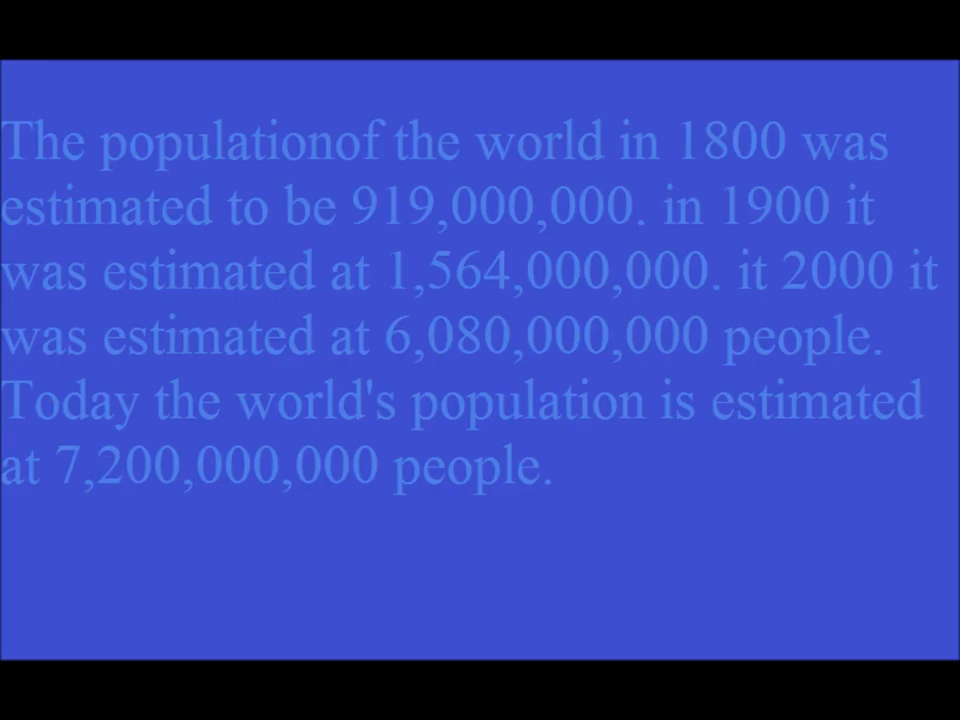 The populationof the world in 1800 was
estimated to be 919,000,000. in 1900 it
was estimated at 1,564,000,000. it 2000 it
was estimated at 6,080,000,000 people.
Today the world's population is estimated
at 7,200,000,000 people.